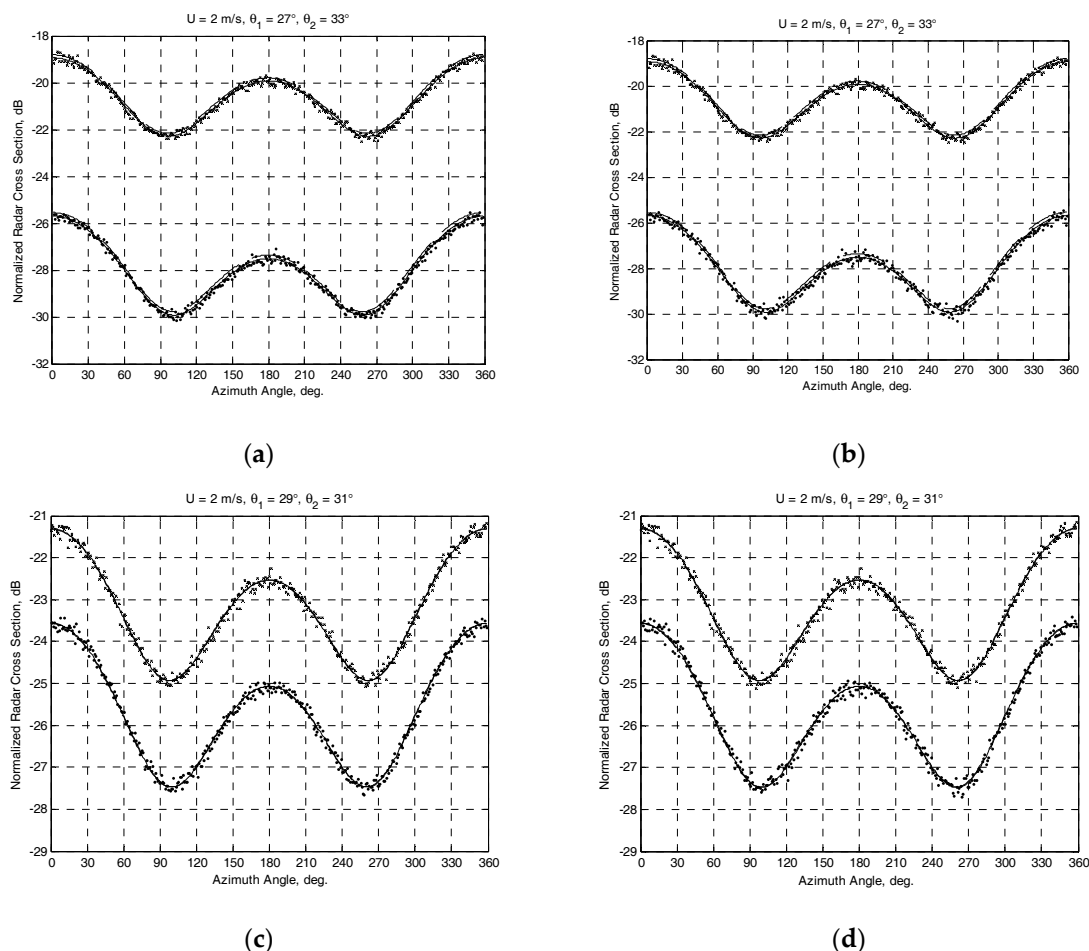 U = 2 m/s, θ1 = 27°, θ2 = 33°
Normalized Radar Cross Section, dB
-18
-20
-22
-24
-26
-28
-30
-32
0 30 60 90 120 150 180 210 240 270 300 330 360
Azimuth Angle, deg.
(a)
U = 2 m/s, θ1 = 27°, θ2 = 33°
Normalized Radar Cross Section, dB
-18
-20
-22
-24
-26
-28
-30
-32
0 30 60 90 120 150 180 210 240 270 300 330 360
Azimuth Angle, deg.
(b)
U = 2 m/s, θ1 = 29°, θ2 = 31°
Normalized Radar Cross Section, dB
-21
-22
-23
-24
-25
-26
-27
-28
-29
0 30 60 90 120 150 180 210 240 270 300 330 360
Azimuth Angle, deg.
(c)
U = 2 m/s, θ1 = 29°, θ2 = 31°
Normalized Radar Cross Section, dB
-21
-22
-23
-24
-25
-26
-27
-28
-29
0 30 60 90 120 150 180 210 240 270 300 330 360
Azimuth Angle, deg.
(d)